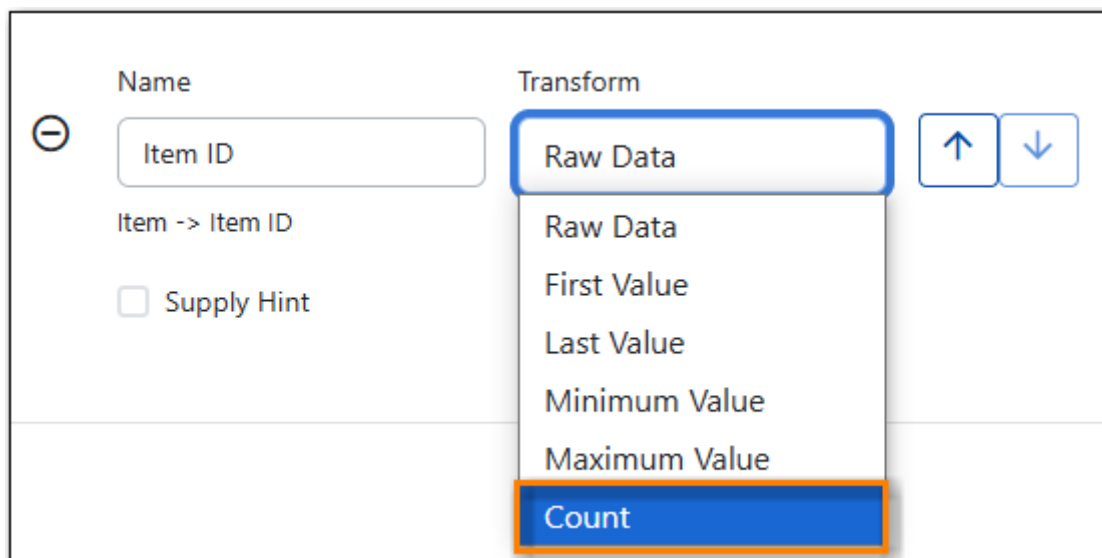 Name
Transform
Item ID
Raw Data
Item -> Item ID
Raw Data
First Value
Supply Hint
Last Value
Minimum Value
Maximum Value
Count